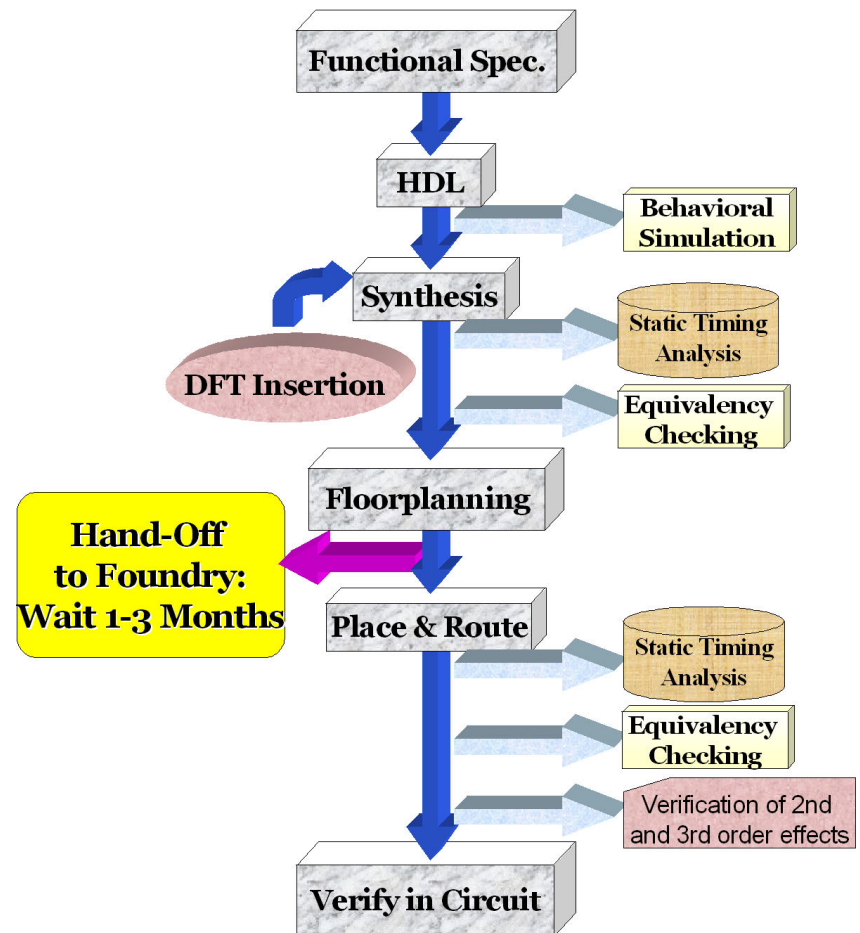 Functional Spec.
HDL
Behavioral
Simulation
Synthesis
Static Timing
Analysis
DFT Insertion
Equivalency
Checking
Floorplanning
Hand-Off
to Foundry:
Wait 1-3 Months
Place & Route
Static Timing
Analysis
Equivalency
Checking
Verification of 2nd
and 3rd order effects
Verify in Circuit